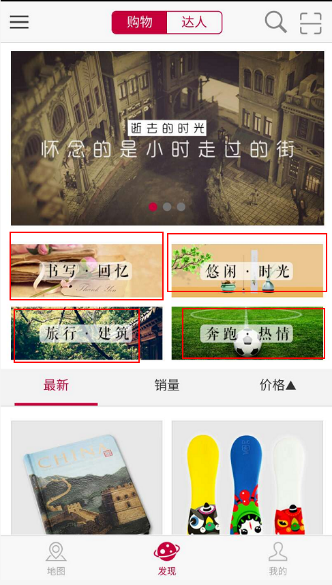 购物 达人
逝去的时光
怀念的是小时走过的街
书写·回忆
悠闲·时光
旅行·建筑
奔跑·热情
最新 销量 价格▲
CHINA
地图 发现 我的